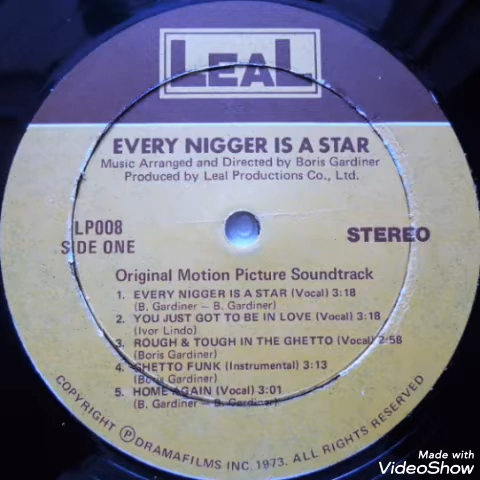 LEAL
EVERY NIGGER IS A STAR
Music Arranged and Directed by Boris Gardiner
Produced by Leal Productions Co., Ltd.
LP008
SIDE ONE
STEREO
Original Motion Picture Soundtrack
1. EVERY NIGGER IS A STAR (Vocal) 3:18
(B. Gardiner – B. Gardiner)
2. YOU JUST GOT TO BE IN LOVE (Vocal) 3:18
(Ivor Lindo)
3. ROUGH & TOUGH IN THE GHETTO (Vocal) 2:58
(Boris Gardiner)
4. GHETTO FUNK (Instrumental) 3:13
(Boris Gardiner)
5. HOME AGAIN (Vocal) 3:01
(B. Gardiner – B. Gardiner)
COPYRIGHT Ⓟ DRAMAFILMS INC. 1973. ALL RIGHTS RESERVED
Made with
VideoShow